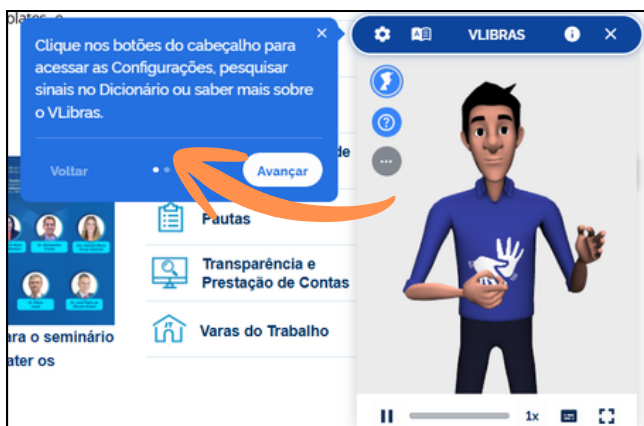 Clique nos botões do cabeçalho para
acessar as Configurações, pesquisar
sinais no Dicionário ou saber mais sobre
o VLibras.
Voltar
Avançar
VLIBRAS
de
Pautas
Transparência e
Prestação de Contas
Varas do Trabalho
ara o seminário
ater os
1x